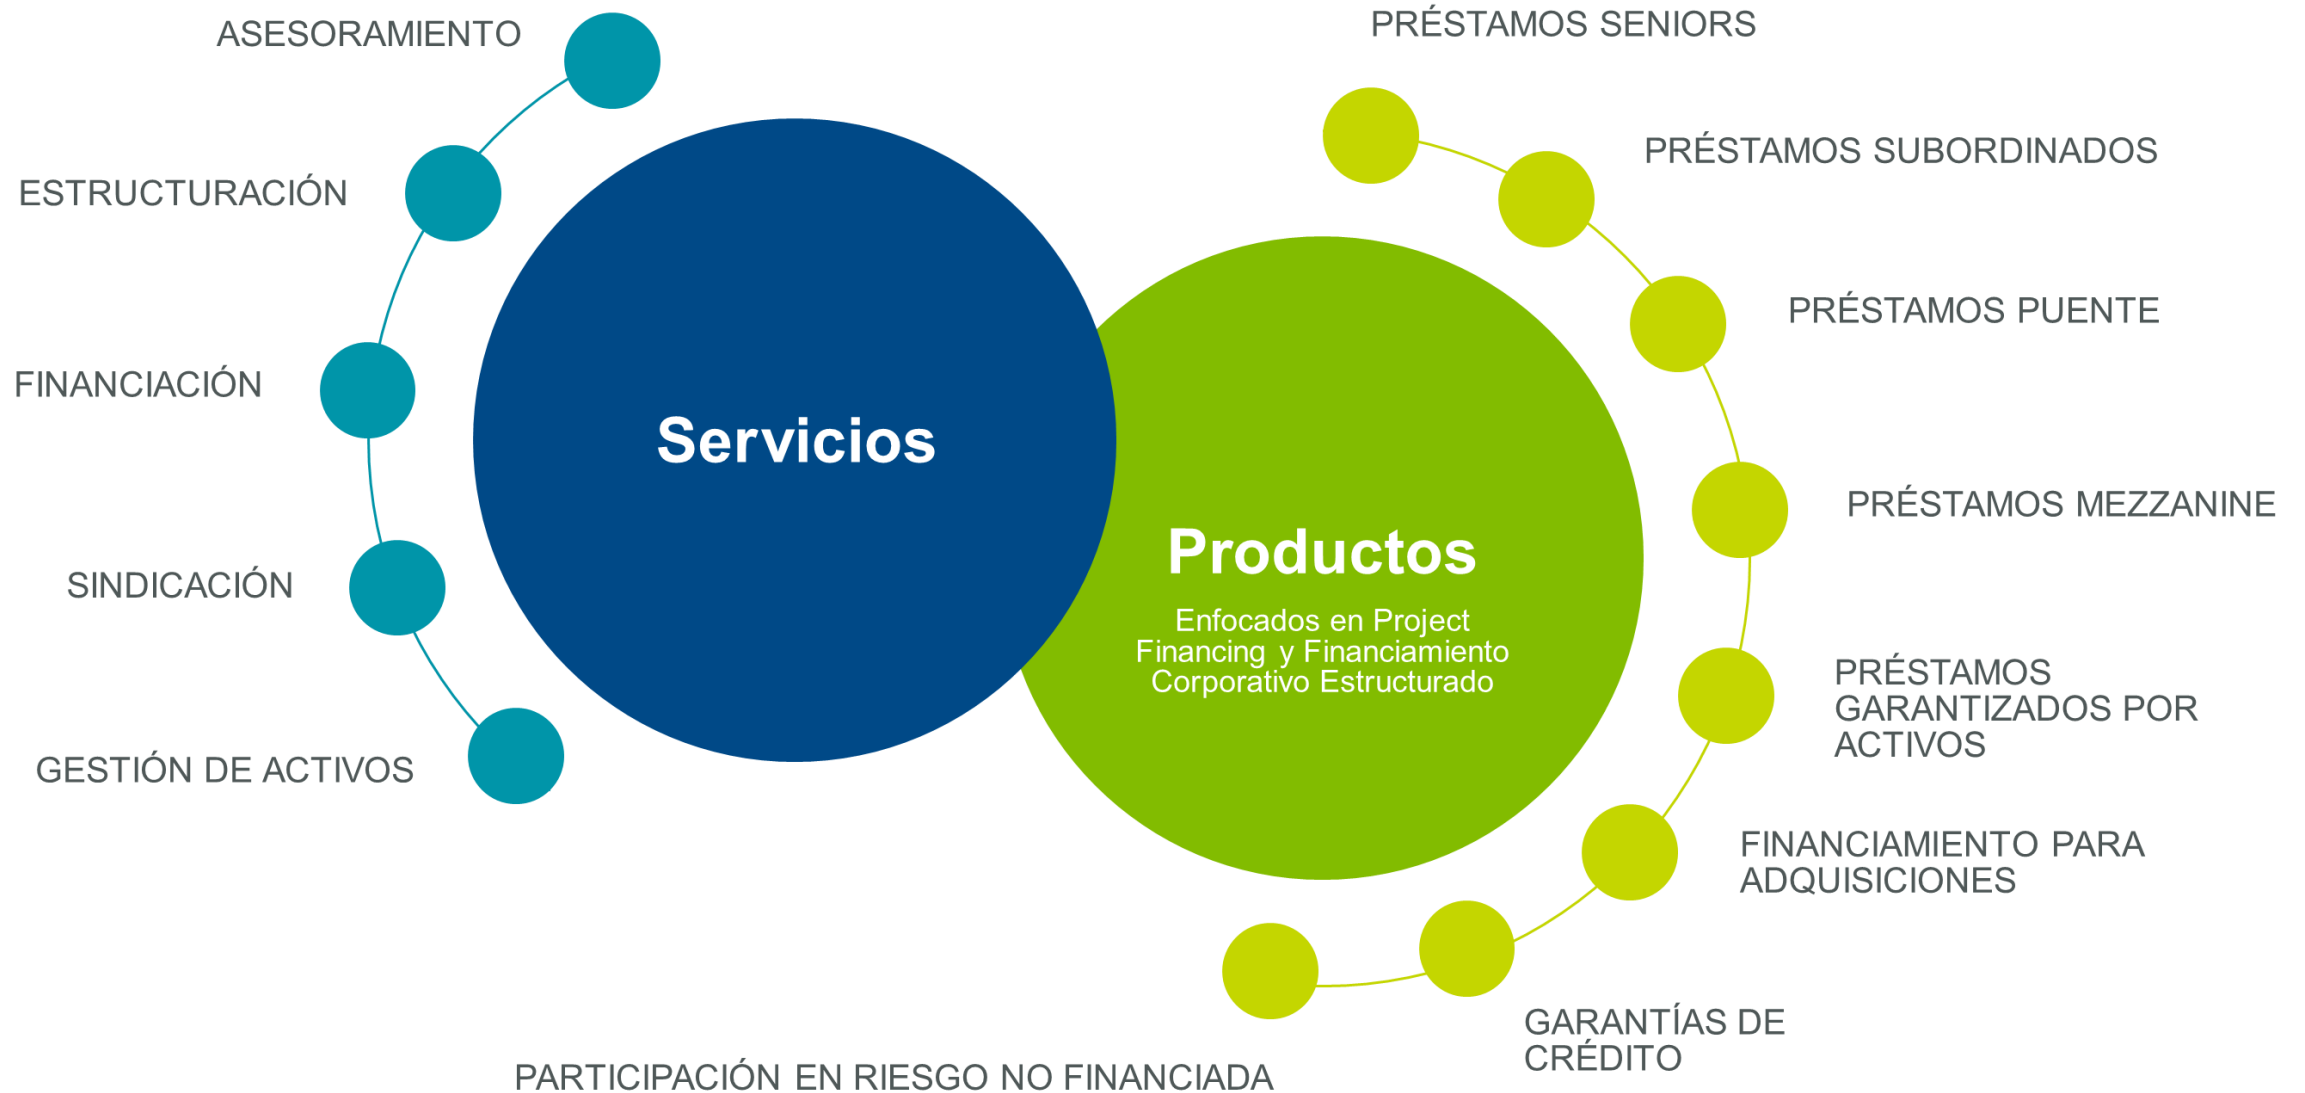 ASESORAMIENTO
ESTRUCTURACIÓN
FINANCIACIÓN
SINDICACIÓN
GESTIÓN DE ACTIVOS
Servicios
Productos
Enfocados en Project
Financing y Financiamiento
Corporativo Estructurado
PRÉSTAMOS SENIORS
PRÉSTAMOS SUBORDINADOS
PRÉSTAMOS PUENTE
PRÉSTAMOS MEZZANINE
PRÉSTAMOS
GARANTIZADOS POR
ACTIVOS
FINANCIAMIENTO PARA
ADQUISICIONES
GARANTÍAS DE
CRÉDITO
PARTICIPACIÓN EN RIESGO NO FINANCIADA